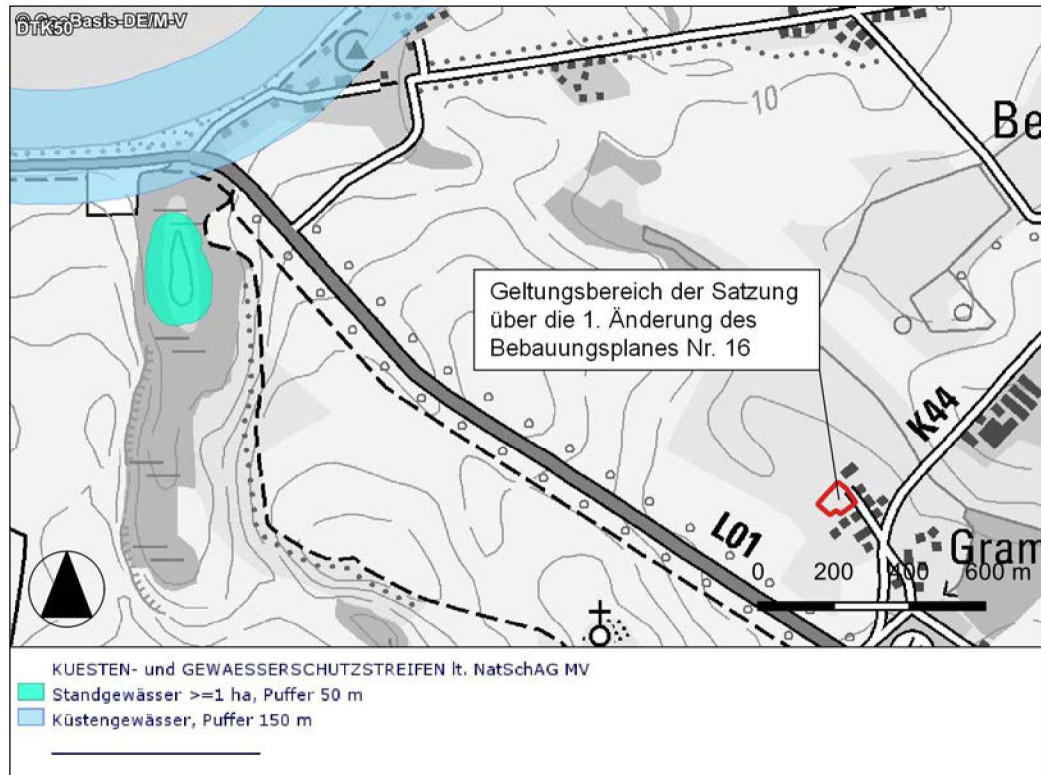 © GeoBasis-DE/M-V
DTK50
10
Be
Geltungsbereich der Satzung
über die 1. Änderung des
Bebauungsplanes Nr. 16
K44
L01
Gram
0 200 400 600 m
KUESTEN- und GEWAESSERSCHUTZSTREIFEN lt. NatSchAG MV
Standgewässer >=1 ha, Puffer 50 m
Küstengewässer, Puffer 150 m